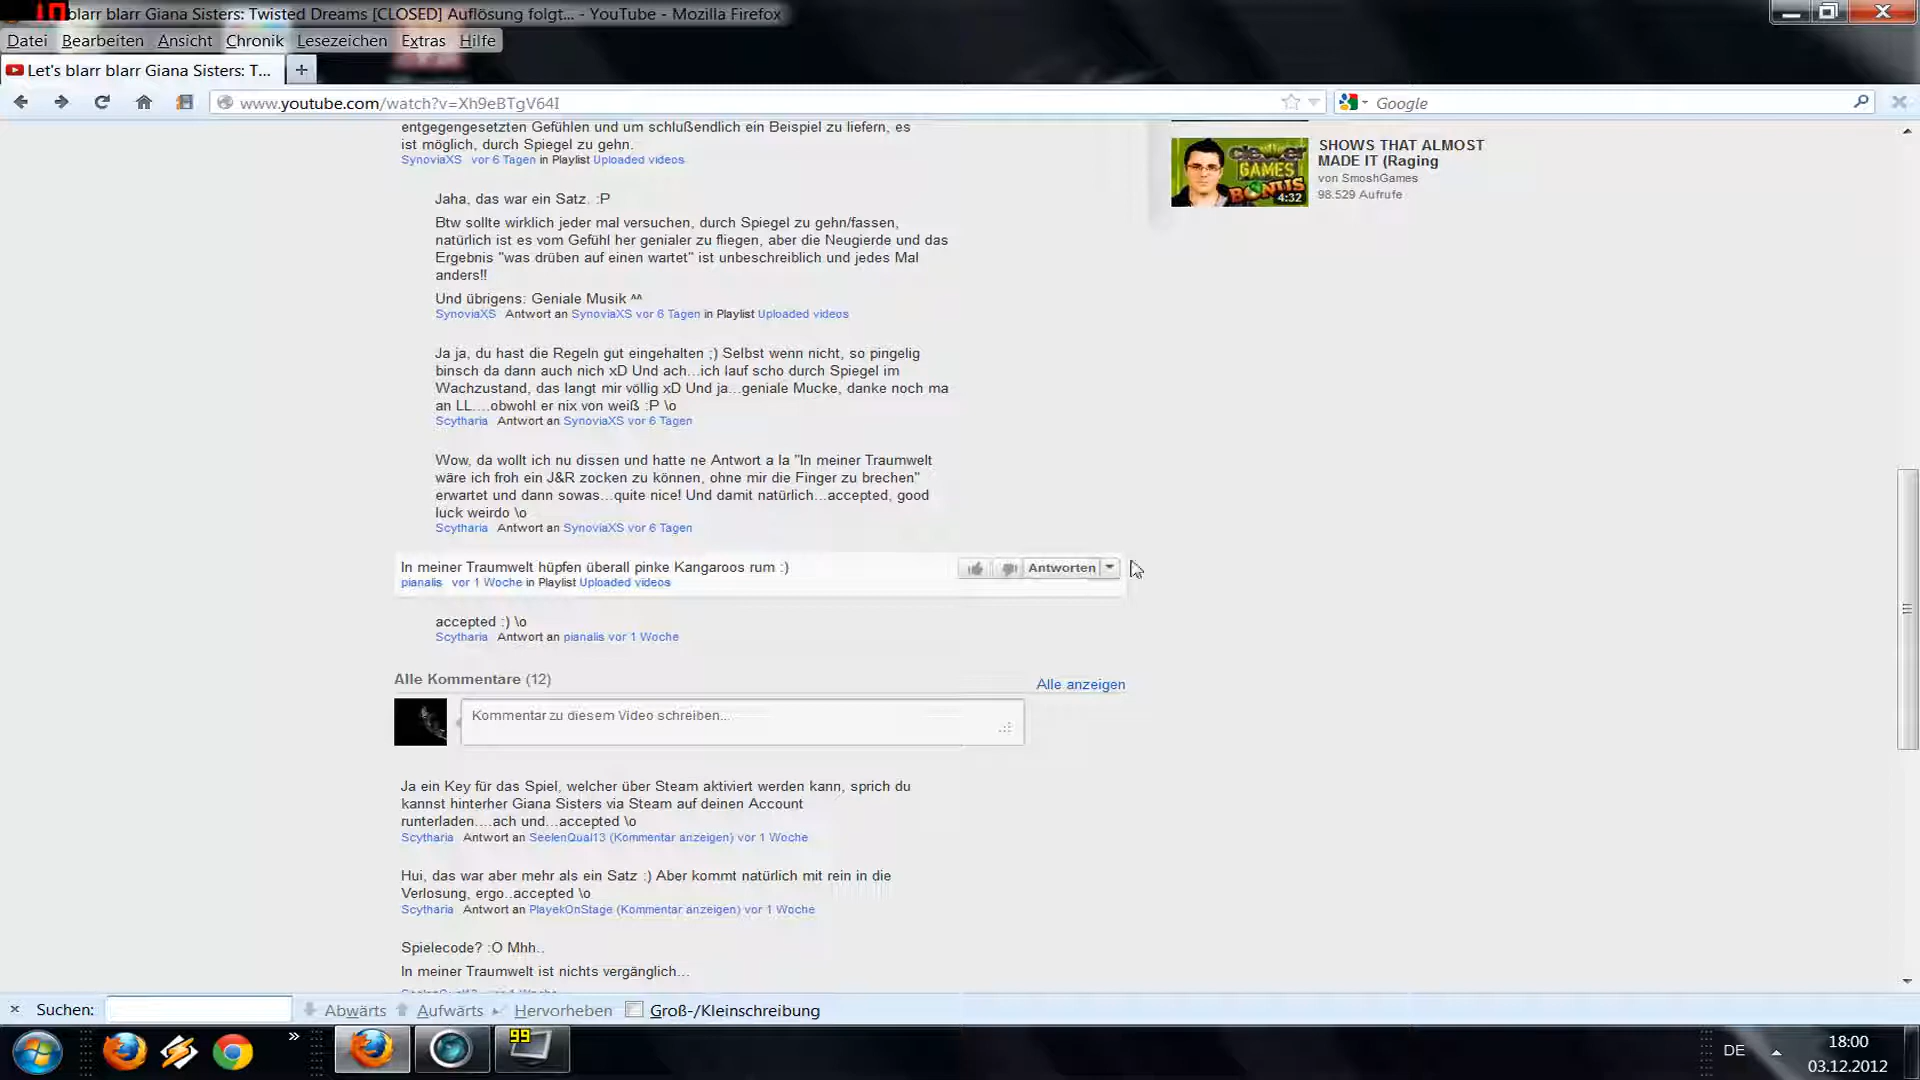 blarr blarr Giana Sisters: Twisted Dreams [CLOSED] Auflösung folgt... - YouTube - Mozilla Firefox
Datei Bearbeiten Ansicht Chronik Lesezeichen Extras Hilfe
Let's blarr blarr Giana Sisters: T...
www.youtube.com/watch?v=Xh9eBTgV64I
Google
entgegengesetzten Gefühlen und um schlußendlich ein Beispiel zu liefern, es
ist möglich, durch Spiegel zu gehn.
SynoviaXS vor 6 Tagen in Playlist Uploaded videos
Jaha, das war ein Satz. :P
Btw sollte wirklich jeder mal versuchen, durch Spiegel zu gehn/fassen,
natürlich ist es vom Gefühl her genialer zu fliegen, aber die Neugierde und das
Ergebnis "was drüben auf einen wartet" ist unbeschreiblich und jedes Mal
anders!!
Und übrigens: Geniale Musik ^^
SynoviaXS Antwort an SynoviaXS vor 6 Tagen in Playlist Uploaded videos
Ja ja, du hast die Regeln gut eingehalten ;) Selbst wenn nicht, so pingelig
binsch da dann auch nich xD Und ach...ich lauf scho durch Spiegel im
Wachzustand, das langt mir völlig xD Und ja...geniale Mucke, danke noch ma
an LL....obwohl er nix von weiß :P \o
Scytharia Antwort an SynoviaXS vor 6 Tagen
Wow, da wollt ich nu dissen und hatte ne Antwort a la "In meiner Traumwelt
wäre ich froh ein J&R zocken zu können, ohne mir die Finger zu brechen"
erwartet und dann sowas...quite nice! Und damit natürlich...accepted, good
luck weirdo \o
Scytharia Antwort an SynoviaXS vor 6 Tagen
In meiner Traumwelt hüpfen überall pinke Kangaroos rum :)
Antworten
pianalis vor 1 Woche in Playlist Uploaded videos
accepted :) \o
Scytharia Antwort an pianalis vor 1 Woche
Alle Kommentare (12)
Alle anzeigen
Kommentar zu diesem Video schreiben...
Ja ein Key für das Spiel, welcher über Steam aktiviert werden kann, sprich du
kannst hinterher Giana Sisters via Steam auf deinen Account
runterladen....ach und...accepted \o
Scytharia Antwort an SeelenQual13 (Kommentar anzeigen) vor 1 Woche
Hui, das war aber mehr als ein Satz :) Aber kommt natürlich mit rein in die
Verlosung, ergo..accepted \o
Scytharia Antwort an PlayekOnStage (Kommentar anzeigen) vor 1 Woche
Spielecode? :O Mhh..
In meiner Traumwelt ist nichts vergänglich...
clevver
GAMES
BONUS
4:32
SHOWS THAT ALMOST
MADE IT (Raging
von SmoshGames
98.529 Aufrufe
Suchen: Abwärts Aufwärts Hervorheben Groß-/Kleinschreibung
99
DE
18:00
03.12.2012